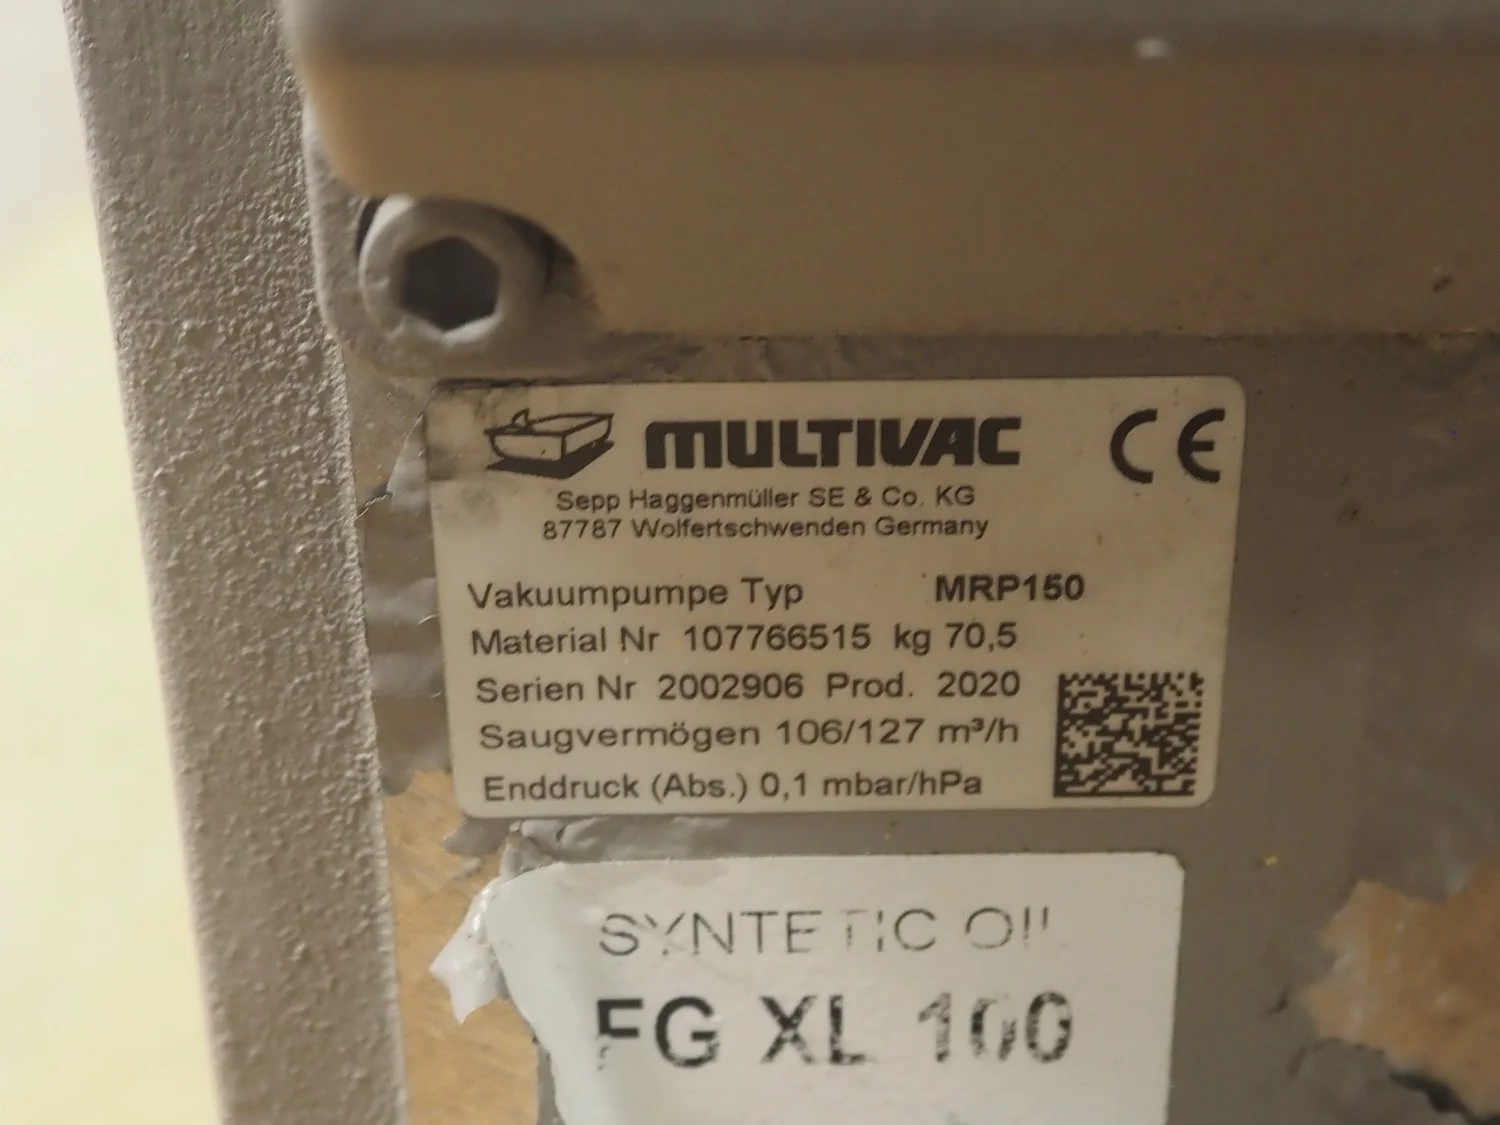 MULTIVAC CE
Sepp Haggenmüller SE & Co. KG
87787 Wolfertschwenden Germany
Vakuumpumpe Typ MRP150
Material Nr 107766515 kg 70,5
Serien Nr 2002906 Prod. 2020
Saugvermögen 106/127 m³/h
Enddruck (Abs.) 0,1 mbar/hPa
SYNTETIC OIL
FG XL 100